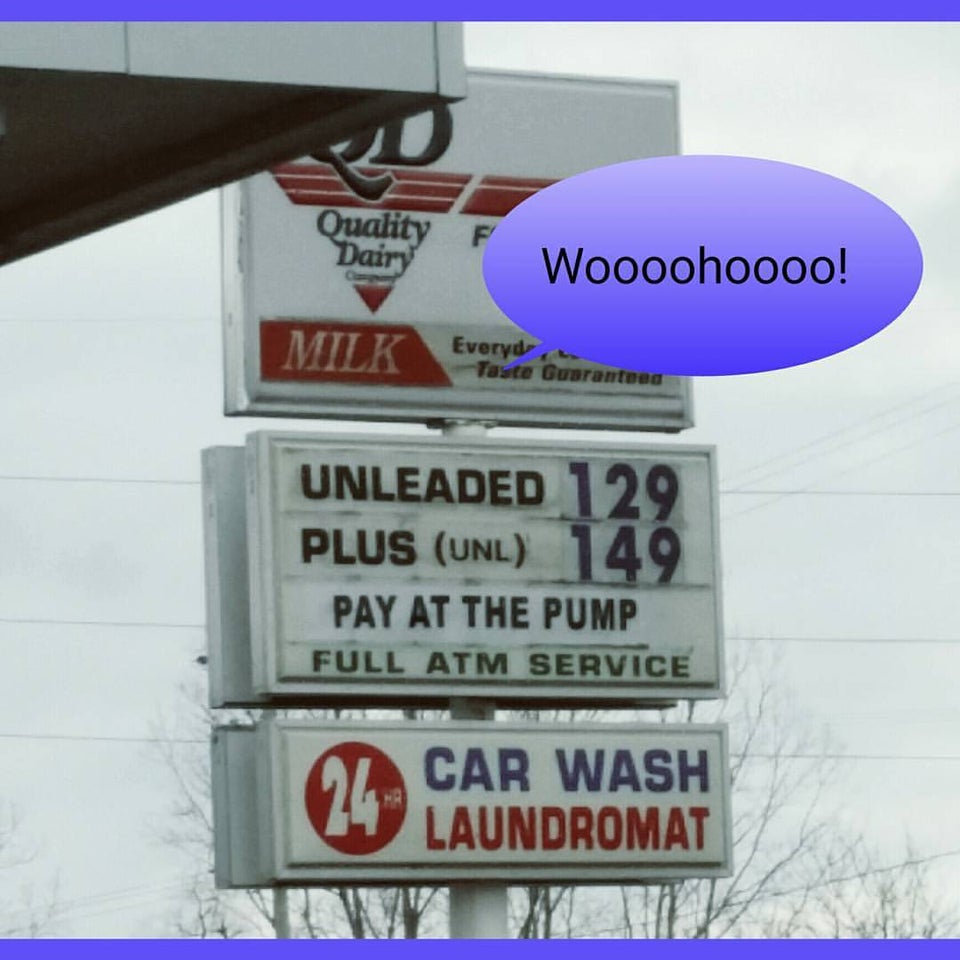 QD
Quality
Dairy
Company
Woooohoooo!
MILK
Taste Guaranteed
UNLEADED 129
PLUS (UNL) 149
PAY AT THE PUMP
FULL ATM SERVICE
24 HR
CAR WASH
LAUNDROMAT